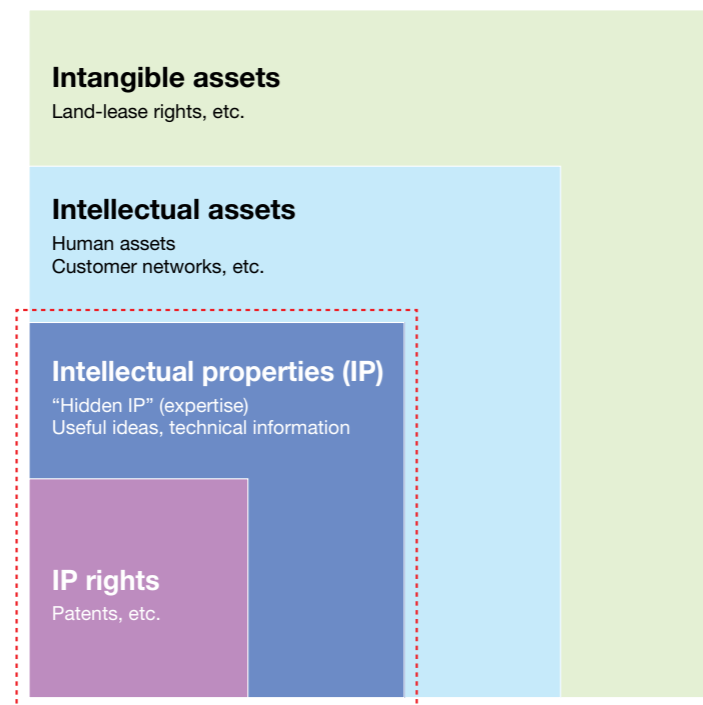 Intangible assets
Land-lease rights, etc.
Intellectual assets
Human assets
Customer networks, etc.
Intellectual properties (IP)
“Hidden IP” (expertise)
Useful ideas, technical information
IP rights
Patents, etc.